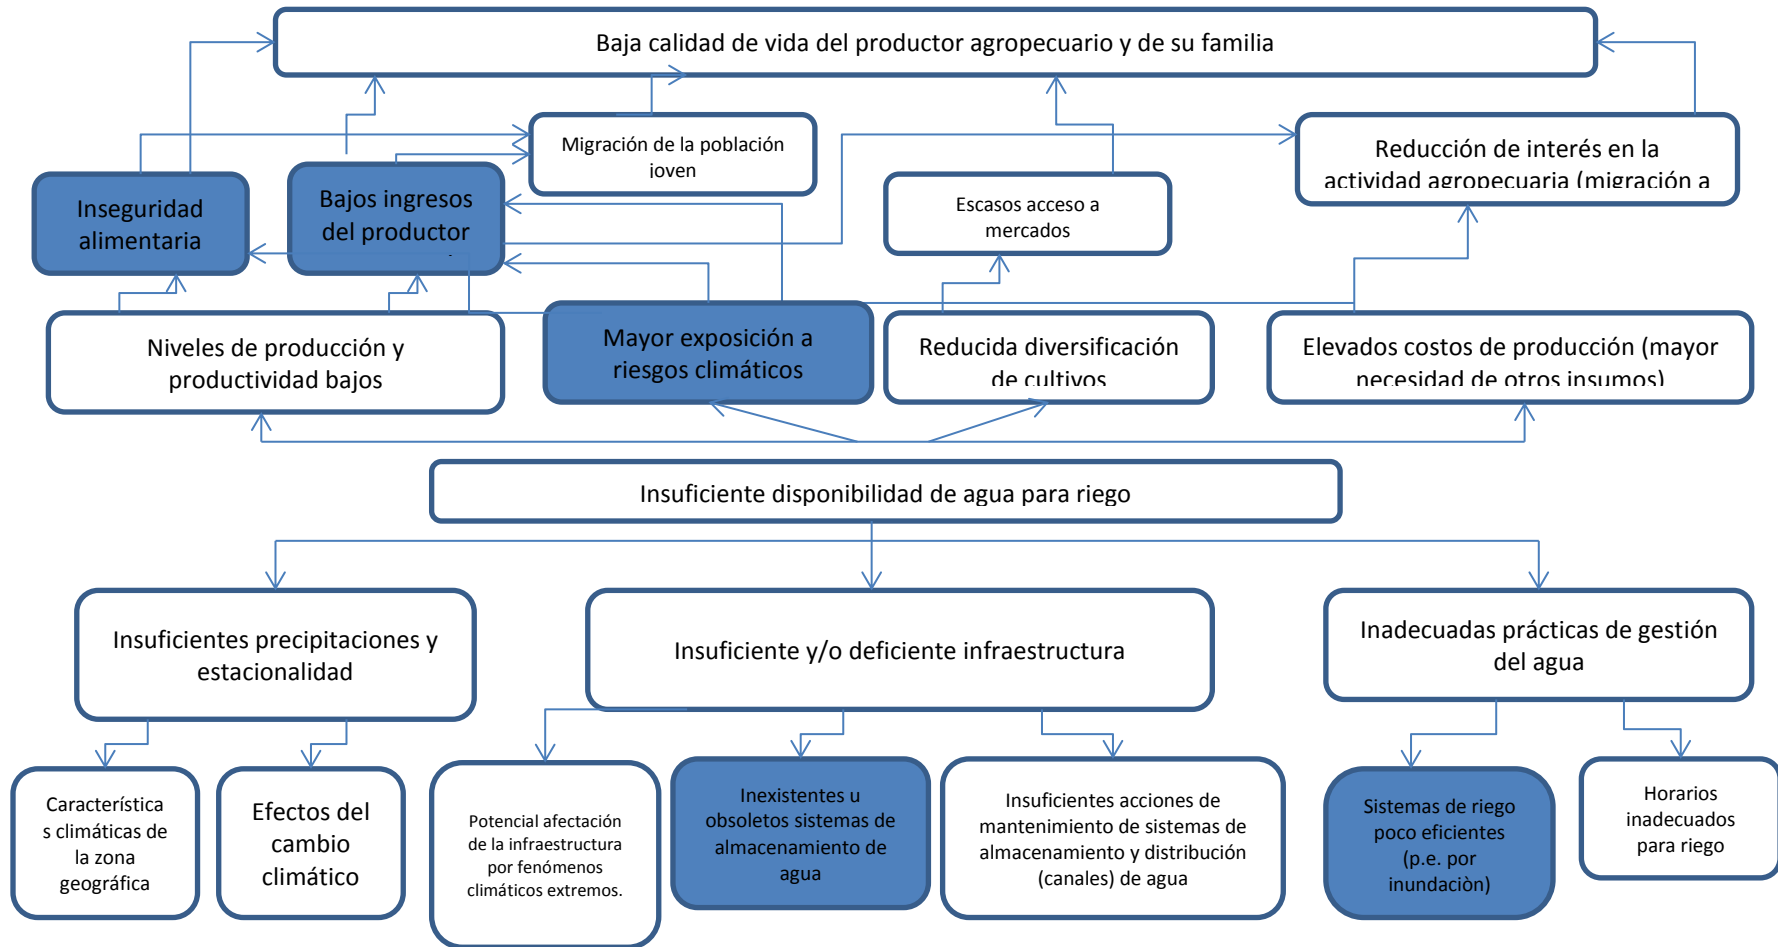 Baja calidad de vida del productor agropecuario y de su familia
Migración de la población
joven
Reducción de interés en la
actividad agropecuaria (migración a
Inseguridad
alimentaria
Bajos ingresos
del productor
Escasos acceso a
mercados
Niveles de producción y
productividad bajos
Mayor exposición a
riesgos climáticos
Reducida diversificación
de cultivos
Elevados costos de producción (mayor
necesidad de otros insumos)
Insuficiente disponibilidad de agua para riego
Insuficientes precipitaciones y
estacionalidad
Insuficiente y/o deficiente infraestructura
Inadecuadas prácticas de gestión
del agua
Característica
s climáticas de
la zona
geográfica
Efectos del
cambio
climático
Potencial afectación
de la infraestructura
por fenómenos
climáticos extremos.
Inexistentes u
obsoletos sistemas de
almacenamiento de
agua
Insuficientes acciones de
mantenimiento de sistemas de
almacenamiento y distribución
(canales) de agua
Sistemas de riego
poco eficientes
(p.e. por
inundaciòn)
Horarios
inadecuados
para riego